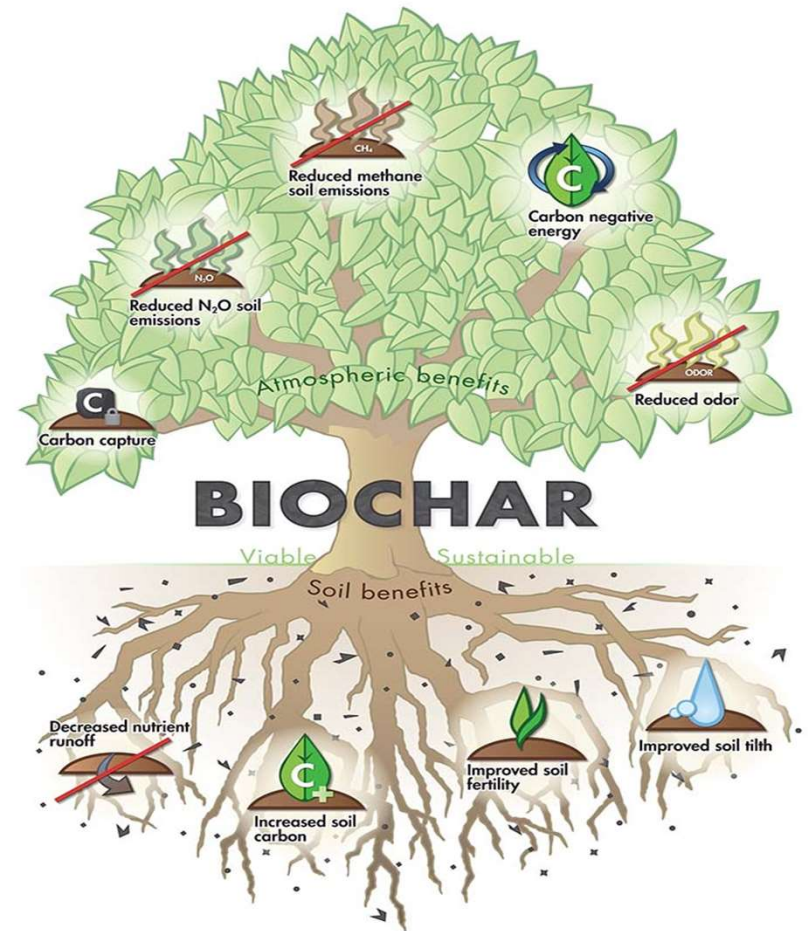 CH₄
Reduced methane
soil emissions
C
Carbon negative
energy
N₂O
Reduced N₂O soil
emissions
ODOR
Reduced odor
Atmospheric benefits
C
Carbon capture
BIOCHAR
Viable
Sustainable
Soil benefits
Decreased nutrient
runoff
C
Increased soil
carbon
Improved soil
fertility
Improved soil tilth